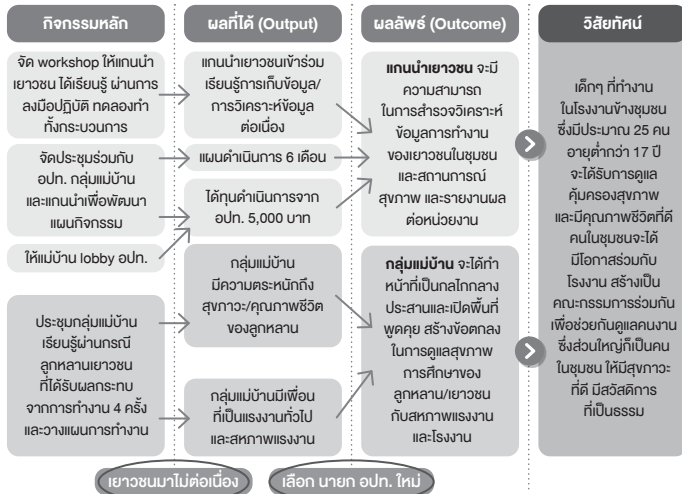 กิจกรรมหลัก
ผลที่ได้ (Output)
ผลลัพธ์ (Outcome)
วิสัยทัศน์
จัด workshop ให้แกนนำ
เยาวชน ได้เรียนรู้ ผ่านการ
ลงมือปฏิบัติ ทดลองทำ
ทั้งกระบวนการ
จัดประชุมร่วมกับ
อปท. กลุ่มแม่บ้าน
และแกนนำเพื่อพัฒนา
แผนกิจกรรม
ให้แม่บ้าน lobby อปท.
ประชุมกลุ่มแม่บ้าน
เรียนรู้ผ่านกรณี
ลูกหลานเยาวชน
ที่ได้รับผลกระทบ
จากการทำงาน 4 ครั้ง
และวางแผนการทำงาน
แกนนำเยาวชนเข้าร่วม
เรียนรู้การเก็บข้อมูล/
การวิเคราะห์ข้อมูล
ต่อเนื่อง
แผนดำเนินการ 6 เดือน
ได้ทุนดำเนินการจาก
อปท. 5,000 บาท
กลุ่มแม่บ้าน
มีความตระหนักถึง
สุขภาวะ/คุณภาพชีวิต
ของลูกหลาน
กลุ่มแม่บ้านมีเพื่อน
ที่เป็นแรงงานทั่วไป
และสหภาพแรงงาน
แกนนำเยาวชน จะมี
ความสามารถ
ในการสำรวจวิเคราะห์
ข้อมูลการทำงาน
ของเยาวชนในชุมชน
และสถานการณ์
สุขภาพ และรายงานผล
ต่อหน่วยงาน
กลุ่มแม่บ้าน จะได้ทำ
หน้าที่เป็นกลไกกลาง
ประสานและเปิดพื้นที่
พูดคุย สร้างข้อตกลง
ในการดูแลสุขภาพ
การศึกษาของ
ลูกหลาน/เยาวชน
กับสหภาพแรงงาน
และโรงงาน
เด็กๆ ที่ทำงาน
ในโรงงานข้างชุมชน
ซึ่งมีประมาณ 25 คน
อายุต่ำกว่า 17 ปี
จะได้รับการดูแล
คุ้มครองสุขภาพ
และมีคุณภาพชีวิตที่ดี
คนในชุมชนจะได้
มีโอกาสร่วมกับ
โรงงาน สร้างเป็น
คณะกรรมการร่วมกัน
เพื่อช่วยกันดูแลคนงาน
ซึ่งส่วนใหญ่ก็เป็นคน
ในชุมชน ให้มีสุขภาวะ
ที่ดี มีสวัสดิการ
ที่เป็นธรรม
เยาวชนมาไม่ต่อเนื่อง
เลือก นายก อปท. ใหม่